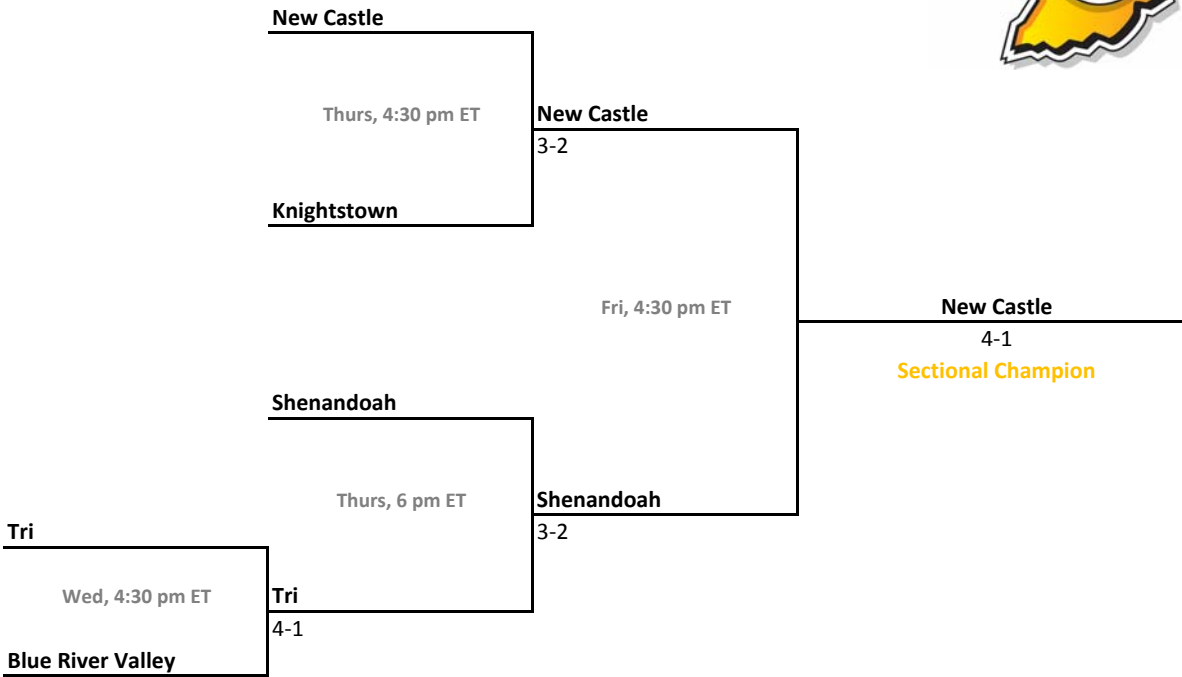 New Castle
Thurs, 4:30 pm ET
New Castle
3-2
Knightstown
Fri, 4:30 pm ET
New Castle
4-1
Sectional Champion
Shenandoah
Thurs, 6 pm ET
Shenandoah
3-2
Tri
Wed, 4:30 pm ET
Tri
4-1
Blue River Valley